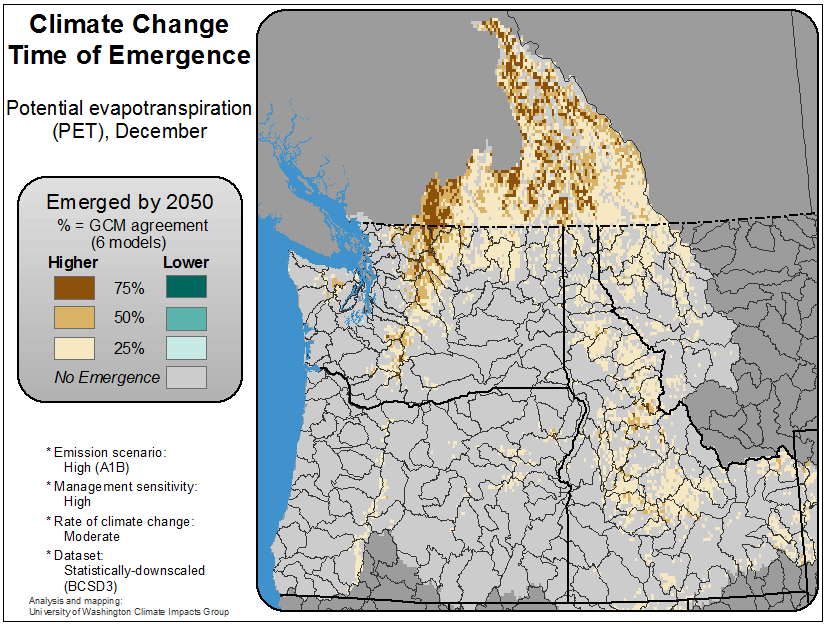 Climate Change
Time of Emergence
Potential evapotranspiration
(PET), December
Emerged by 2050
% = GCM agreement
(6 models)
Higher Lower
75%
50%
25%
No Emergence
* Emission scenario:
High (A1B)
* Management sensitivity:
High
* Rate of climate change:
Moderate
* Dataset:
Statistically-downscaled
(BCSD3)
Analysis and mapping:
University of Washington Climate Impacts Group